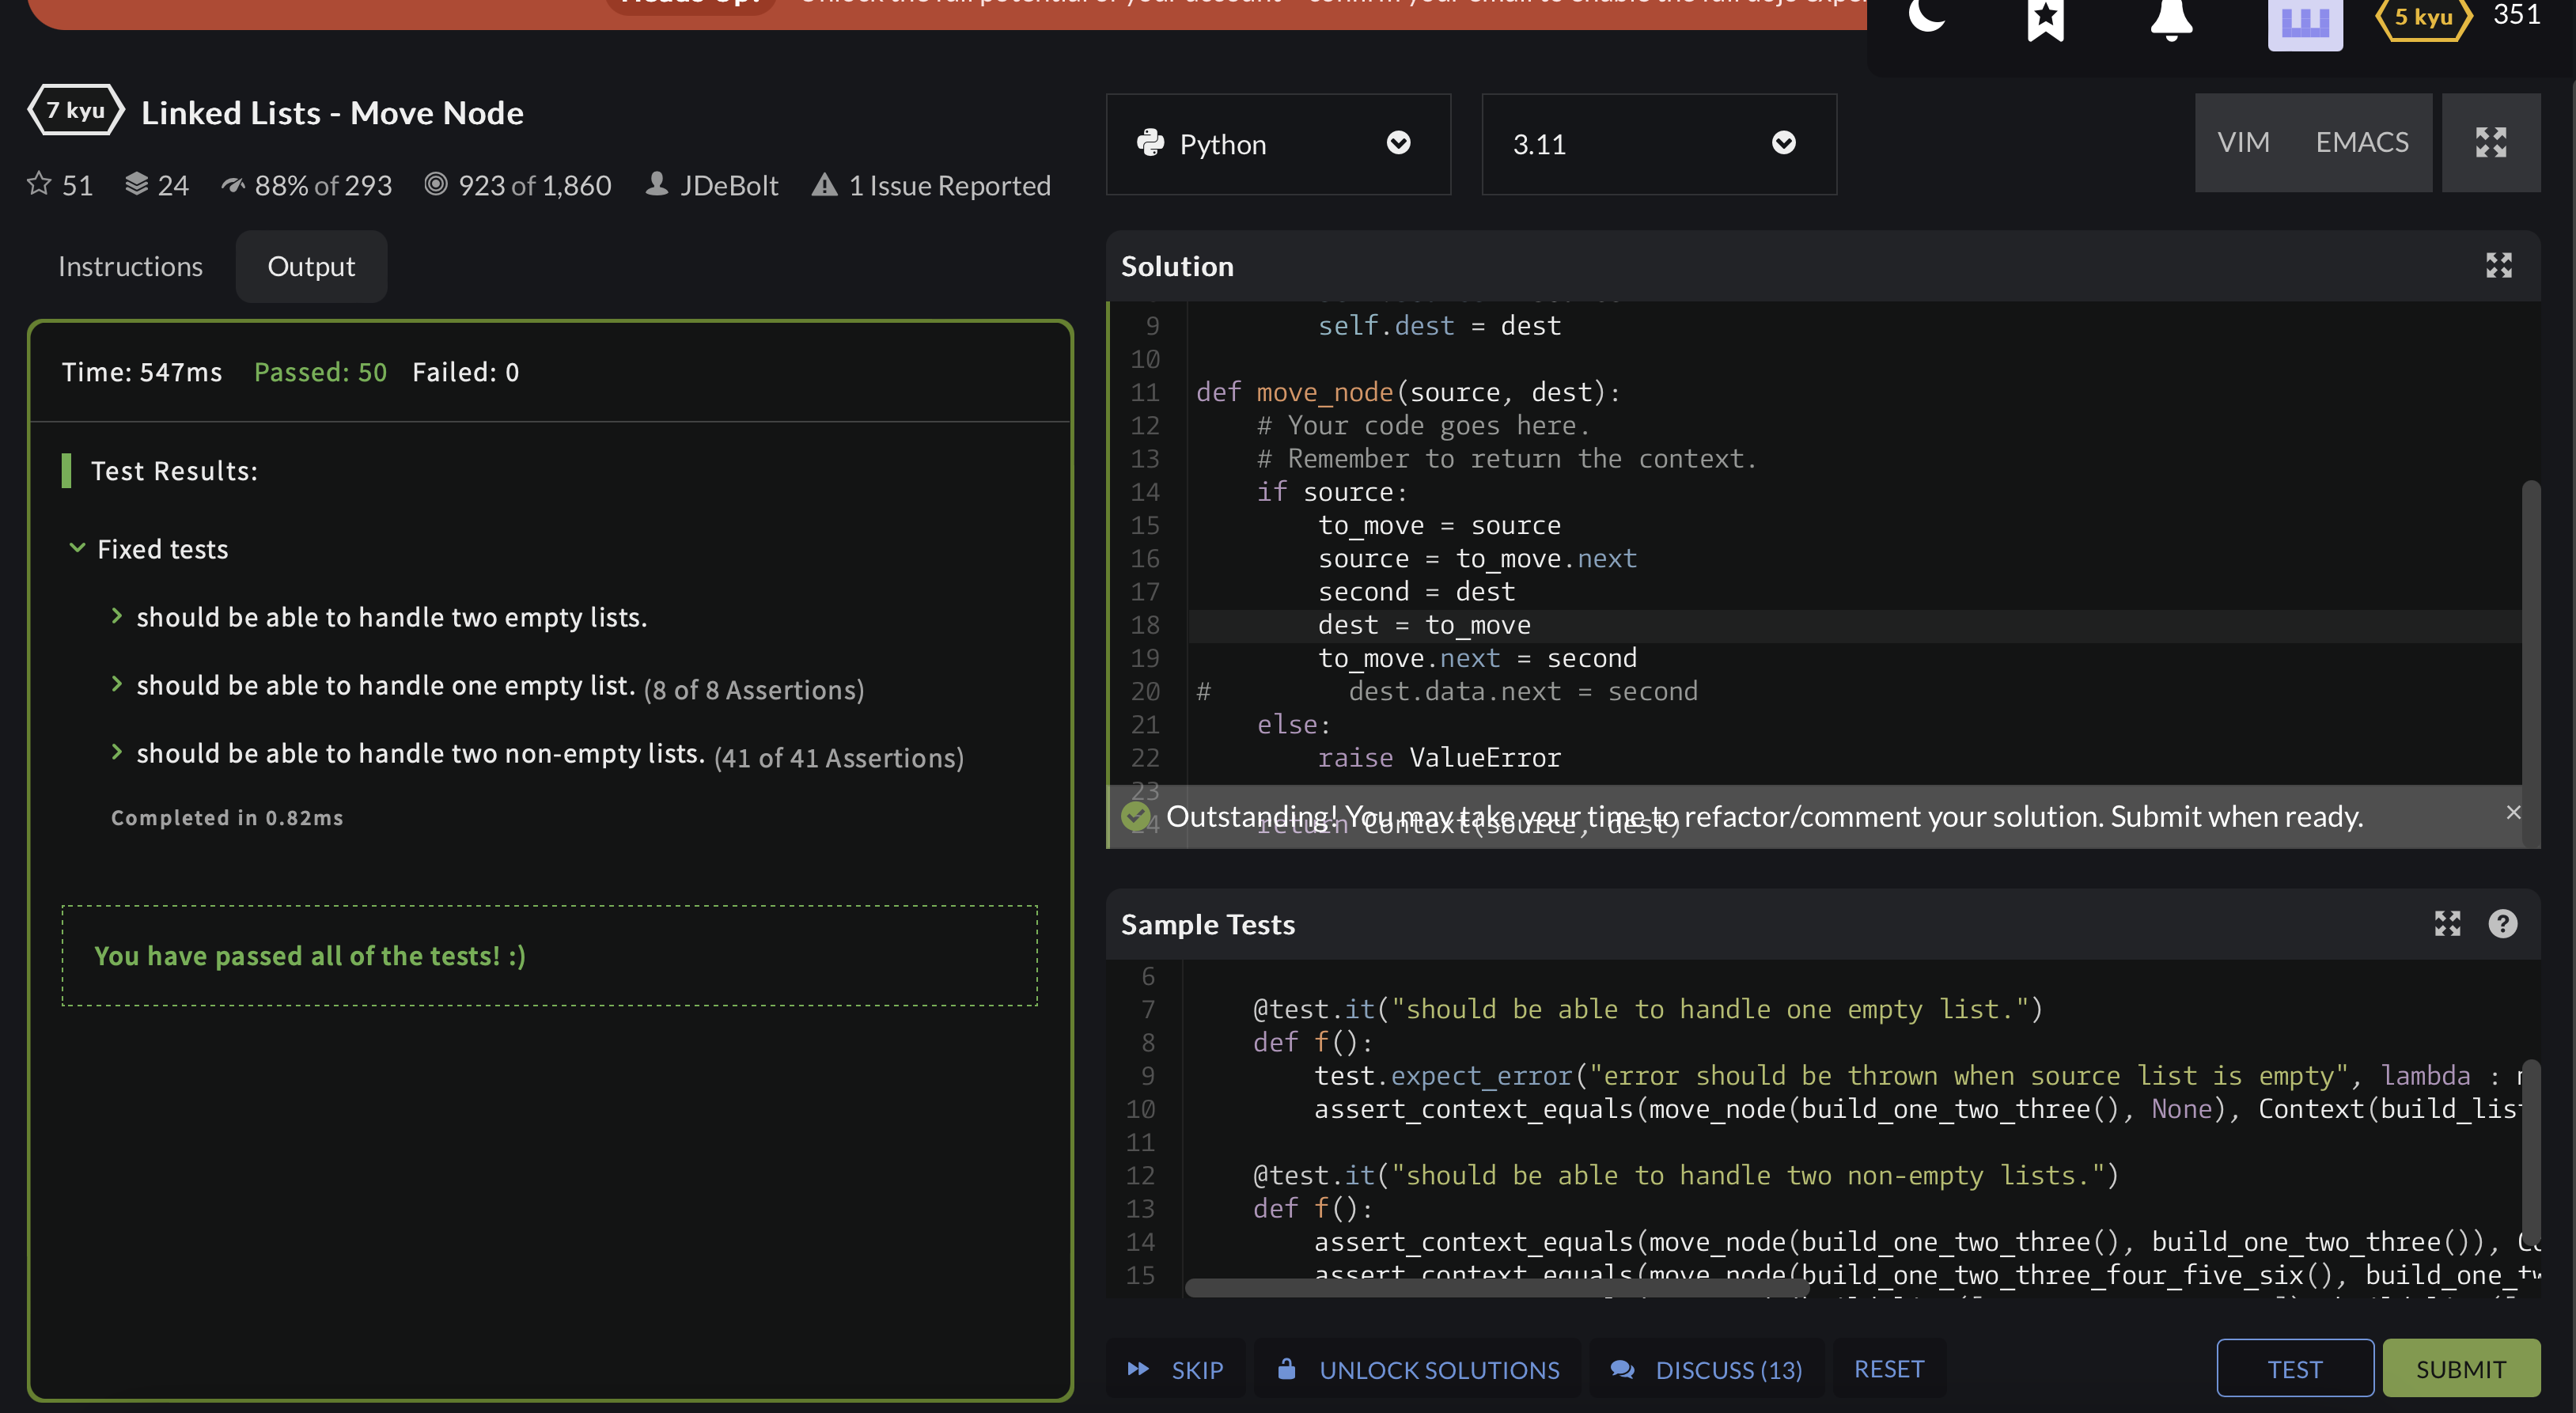 Heads Up!
5 kyu 351
7 kyu Linked Lists - Move Node
51 24 88% of 293 923 of 1,860 JDeBolt 1 Issue Reported
Instructions Output
Time: 547ms Passed: 50 Failed: 0
Test Results:
Fixed tests
should be able to handle two empty lists.
should be able to handle one empty list. (8 of 8 Assertions)
should be able to handle two non-empty lists. (41 of 41 Assertions)
Completed in 0.82ms
You have passed all of the tests! :)
Python 3.11 VIM EMACS
Solution
9 self.dest = dest
10
11 def move_node(source, dest):
12 # Your code goes here.
13 # Remember to return the context.
14 if source:
15 to_move = source
16 source = to_move.next
17 second = dest
18 dest = to_move
19 to_move.next = second
20 # dest.data.next = second
21 else:
22 raise ValueError
23
24 return Context(source, dest)
Outstanding! You may take your time to refactor/comment your solution. Submit when ready.
Sample Tests
6
7 @test.it("should be able to handle one empty list.")
8 def f():
9 test.expect_error("error should be thrown when source list is empty", lambda :
10 assert_context_equals(move_node(build_one_two_three(), None), Context(build_list
11
12 @test.it("should be able to handle two non-empty lists.")
13 def f():
14 assert_context_equals(move_node(build_one_two_three(), build_one_two_three()),
15 assert_context_equals(move_node(build_one_two_three_four_five_six(), build_one_tw
SKIP UNLOCK SOLUTIONS DISCUSS (13) RESET TEST SUBMIT